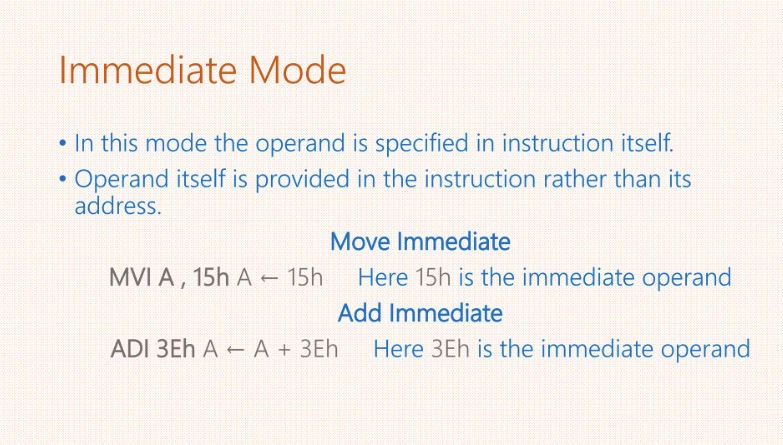 Immediate Mode
• In this mode the operand is specified in instruction itself.
• Operand itself is provided in the instruction rather than its
address.
Move Immediate
MVI A , 15h A ← 15h Here 15h is the immediate operand
Add Immediate
ADI 3Eh A ← A + 3Eh Here 3Eh is the immediate operand